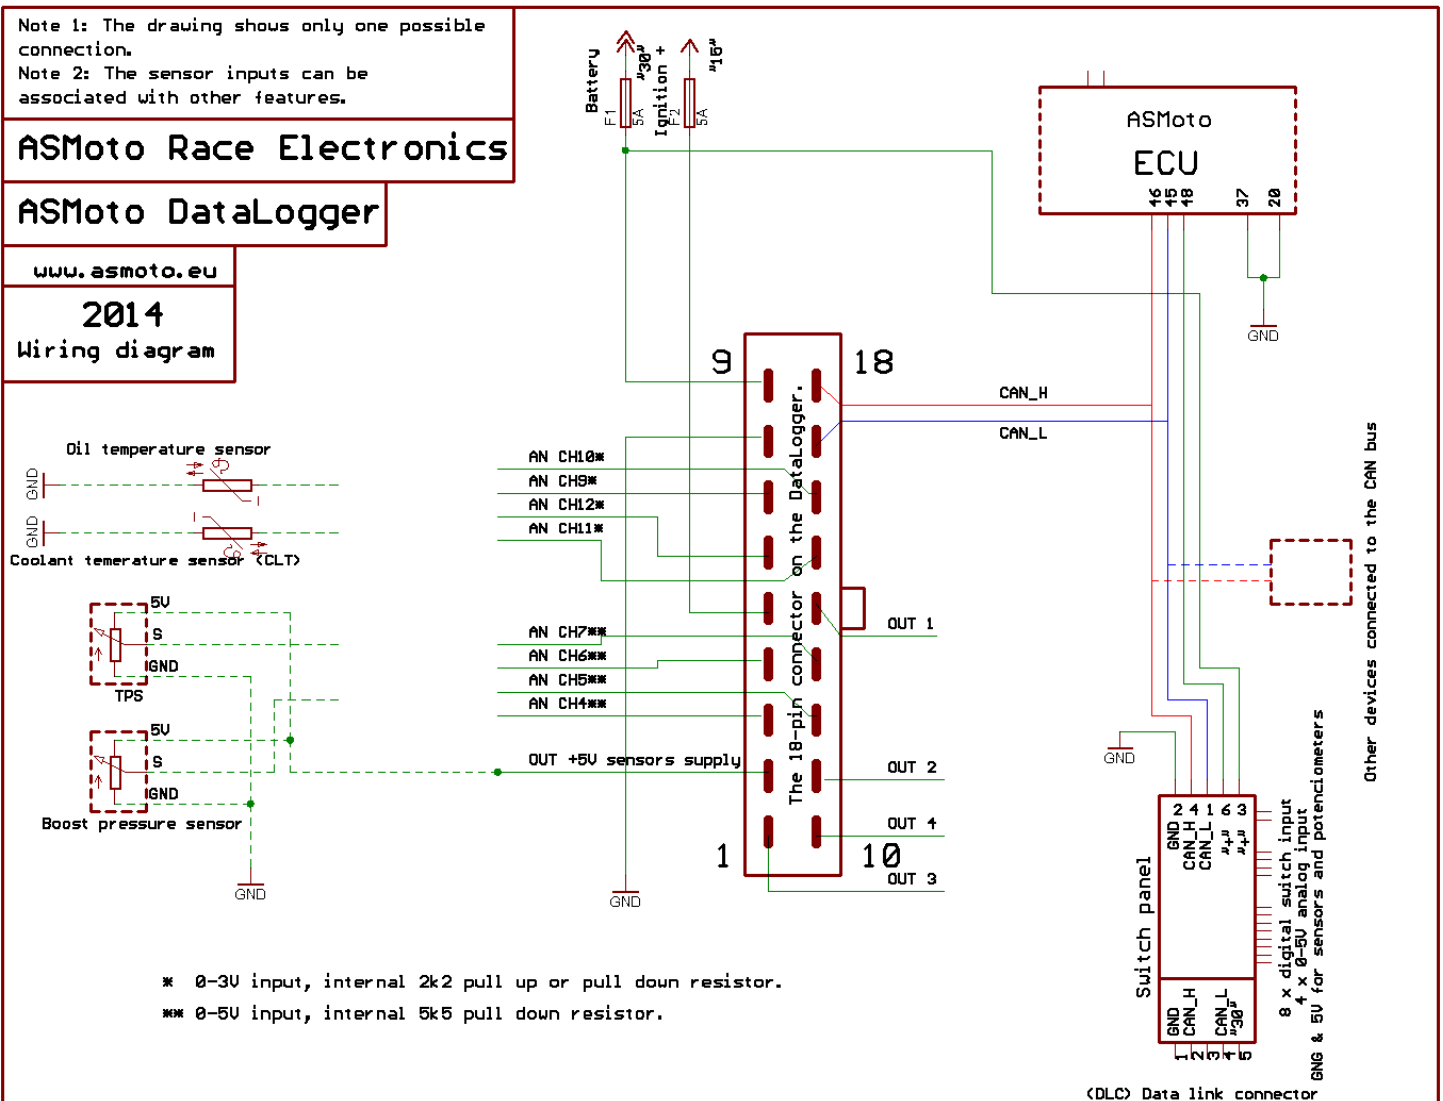 Note 1: The drawing shows only one possible
connection.
Note 2: The sensor inputs can be
associated with other features.
ASMoto Race Electronics
ASMoto DataLogger
www.asmoto.eu
2014
Wiring diagram
Battery
"30"
F1
5A
Ignition +
"15"
F2
5A
ASMoto
ECU
46
45
48
37
20
GND
9
18
CAN_H
CAN_L
The 18-pin connector on the DataLogger.
Oil temperature sensor
GND
GND
Coolant temerature sensor (CLT)
AN CH10*
AN CH9*
AN CH12*
AN CH11*
5V
S
GND
TPS
AN CH7**
AN CH6**
AN CH5**
AN CH4**
OUT 1
5V
S
GND
Boost pressure sensor
OUT +5V sensors supply
OUT 2
OUT 4
1
10
OUT 3
GND
GND
Other devices connected to the CAN bus
GND
2 4 1 6 3
GND
CAN_H
CAN_L
"+"
"+"
Switch panel
8 x digital switch input
4 x 0-5V analog input
GNG & 5V for sensors and potenciometers
GND
CAN_H
CAN_L
"30"
1
2
3
4
5
(DLC) Data link connector
* 0-3V input, internal 2k2 pull up or pull down resistor.
** 0-5V input, internal 5k5 pull down resistor.